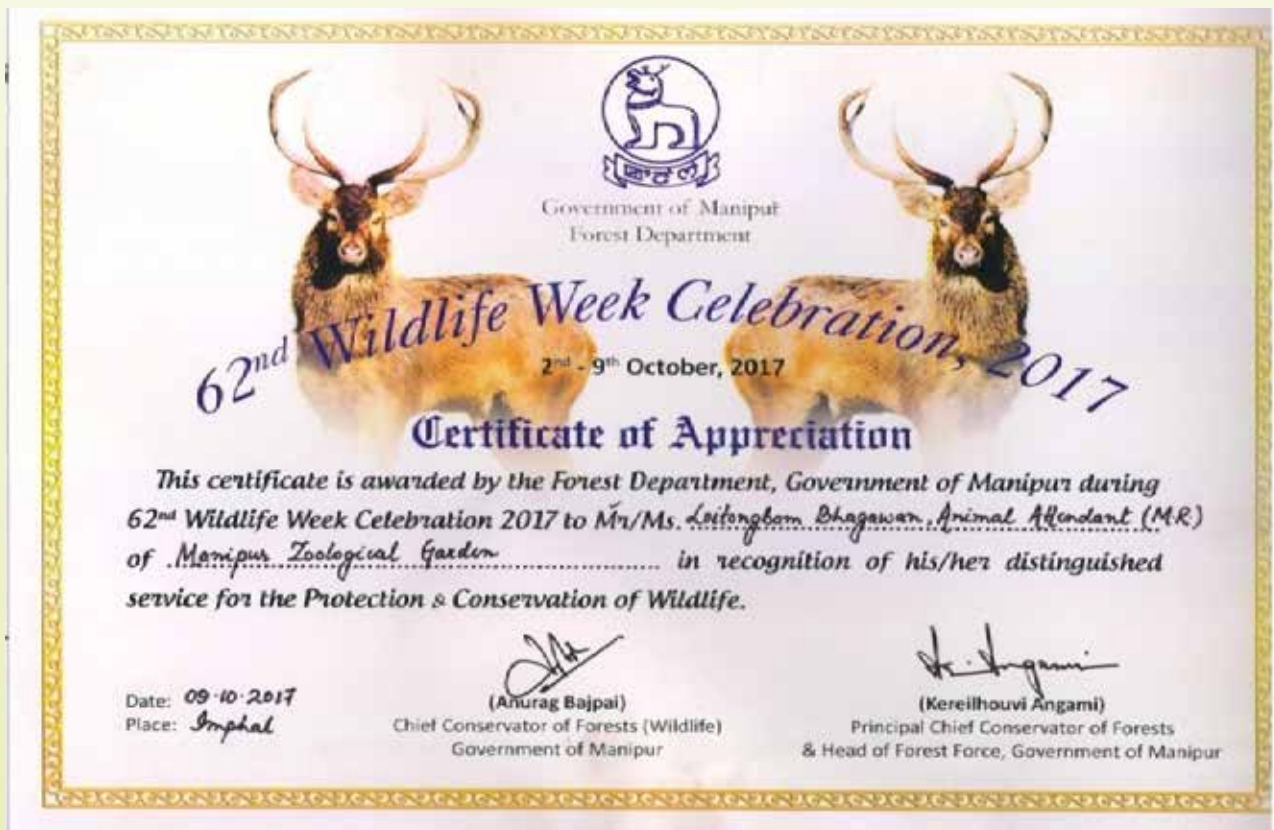 ꯀꯪꯂꯥ
Government of Manipur
Forest Department
62nd Wildlife Week Celebration, 2017
2nd - 9th October, 2017
Certificate of Appreciation
This certificate is awarded by the Forest Department, Government of Manipur during
62nd Wildlife Week Celebration 2017 to Mr/Ms. Loitongbam Bhagawan, Animal Attendant (M.R)
of Manipur Zoological Garden in recognition of his/her distinguished
service for the Protection & Conservation of Wildlife.
Date: 09-10-2017
Place: Imphal
(Anurag Bajpai)
Chief Conservator of Forests (Wildlife)
Government of Manipur
(Kereilhouvi Angami)
Principal Chief Conservator of Forests
& Head of Forest Force, Government of Manipur